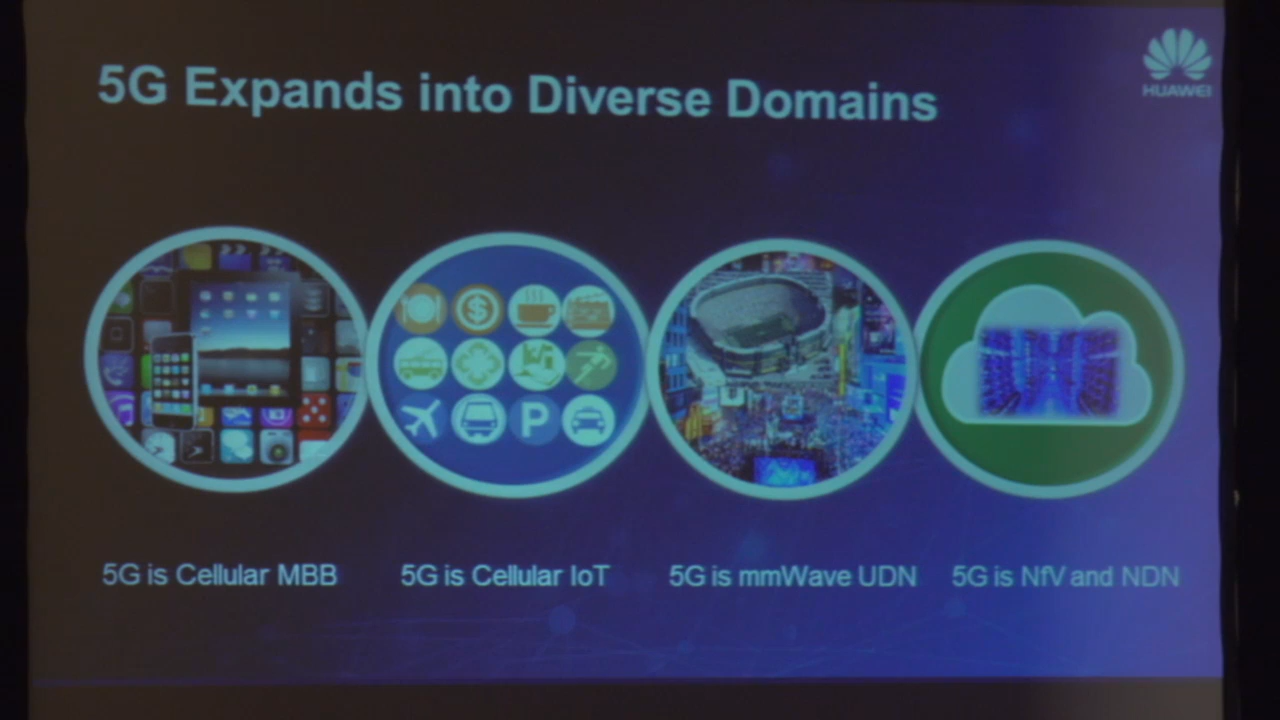 5G Expands into Diverse Domains
HUAWEI
$
P
5G is Cellular MBB
5G is Cellular IoT
5G is mmWave UDN
5G is NfV and NDN